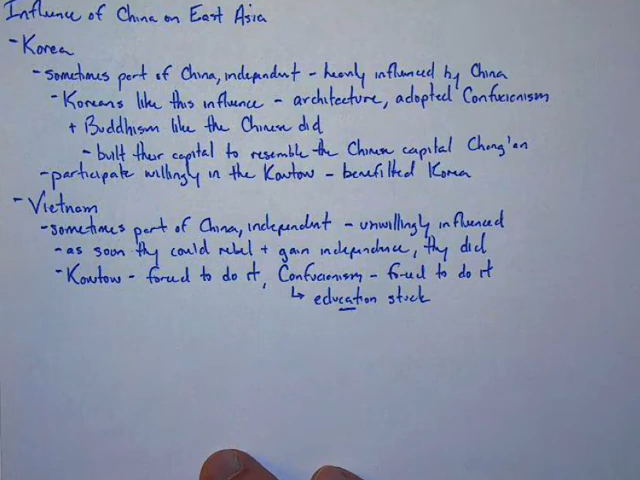 Influence of China on East Asia
- Korea
- sometimes part of China, independent - heavily influenced by China
- Koreans like this influence - architecture, adopted Confucianism
+ Buddhism like the Chinese did
- built their capital to resemble the Chinese capital Chang'an
- participate willingly in the Kowtow - benefitted Korea
- Vietnam
- sometimes part of China, independent - unwillingly influenced
- as soon they could rebel + gain independence, they did
- Kowtow - forced to do it, Confucianism - forced to do it
↳ education stuck